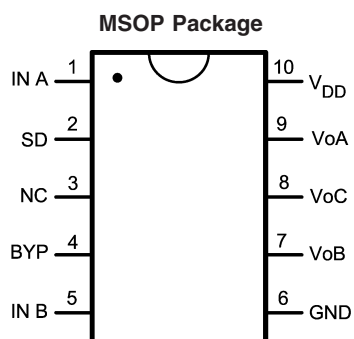 MSOP Package
IN A 1 10 VDD
SD 2 9 VoA
NC 3 8 VoC
BYP 4 7 VoB
IN B 5 6 GND